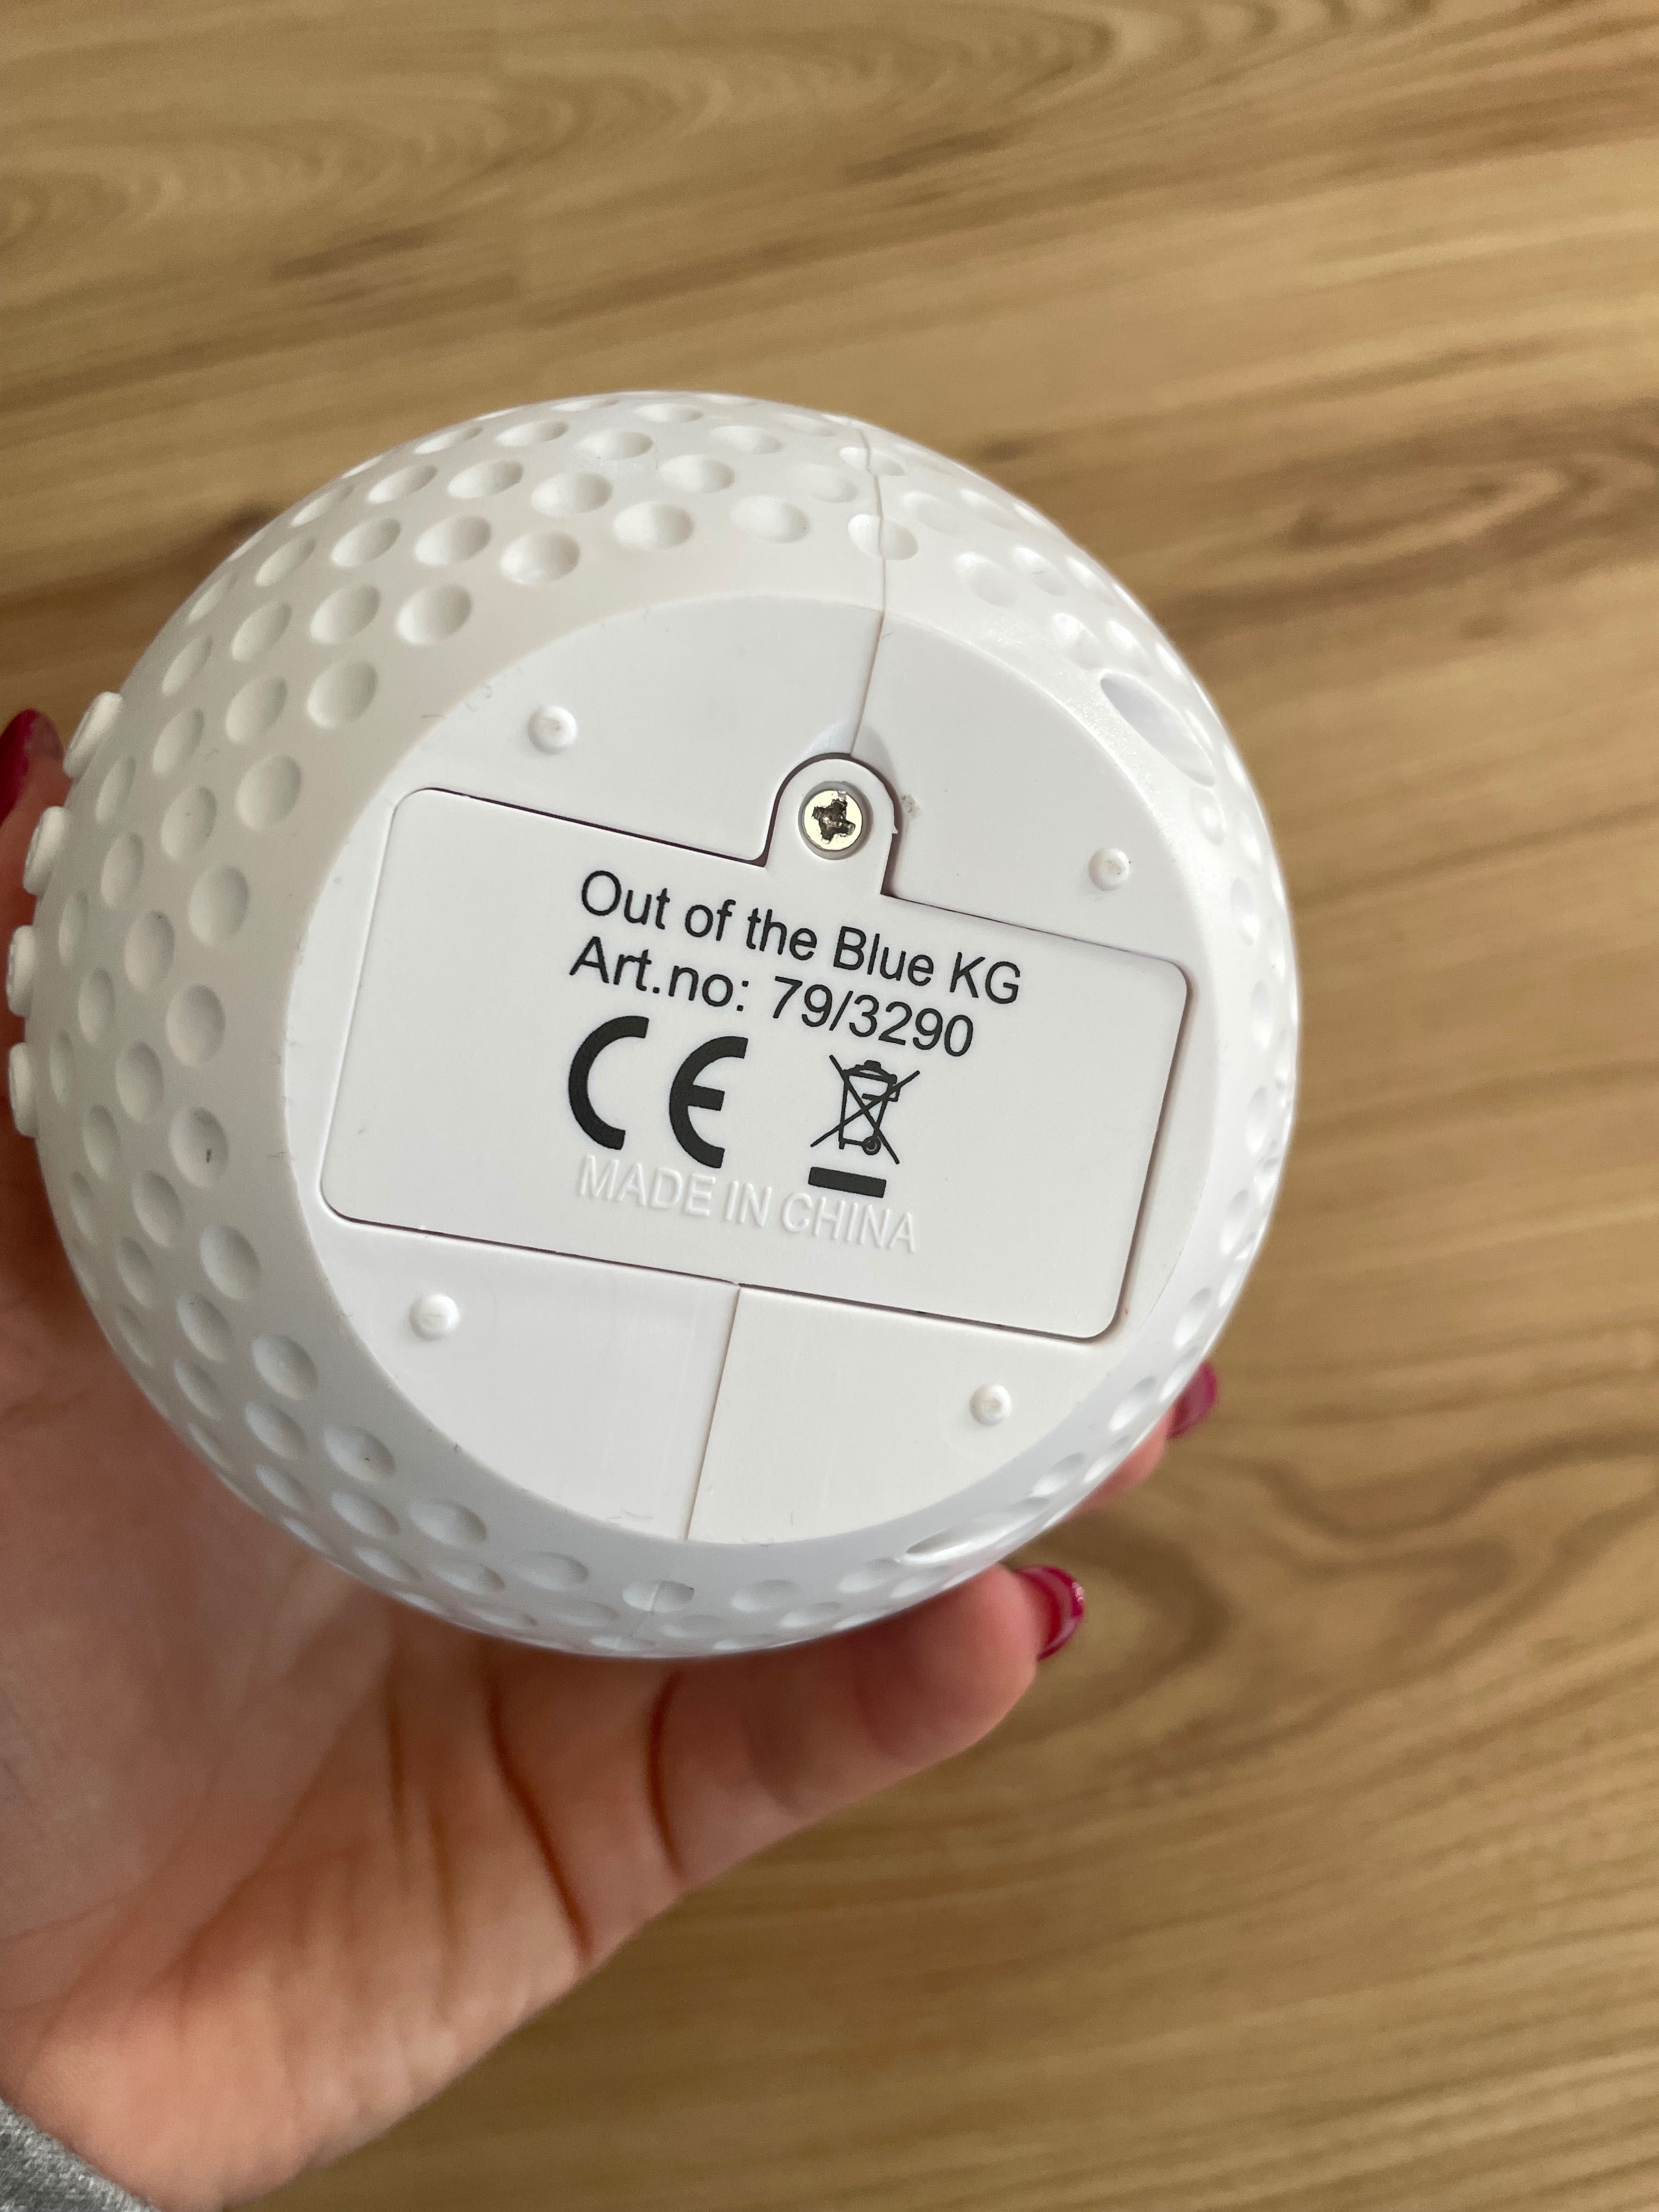 Out of the Blue KG
Art.no: 79/3290
CE
MADE IN CHINA